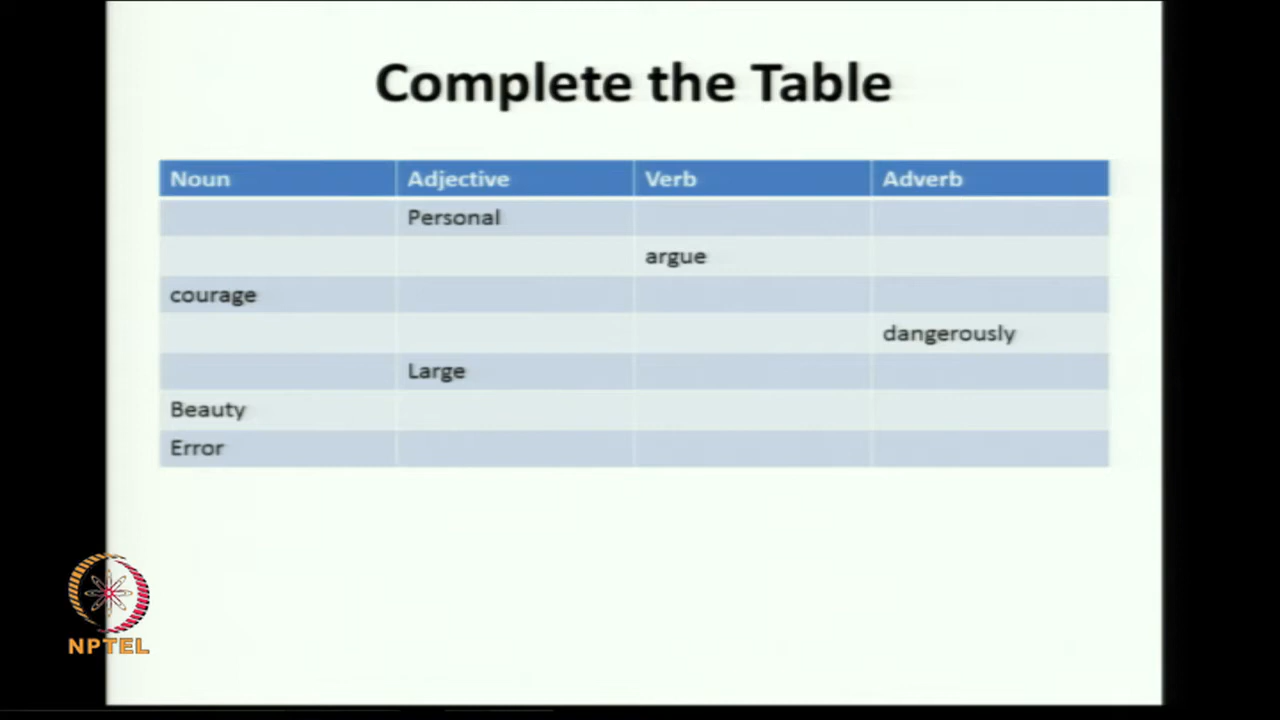 Complete the Table
Noun Adjective Verb Adverb
Personal
argue
courage
dangerously
Large
Beauty
Error
NPTEL